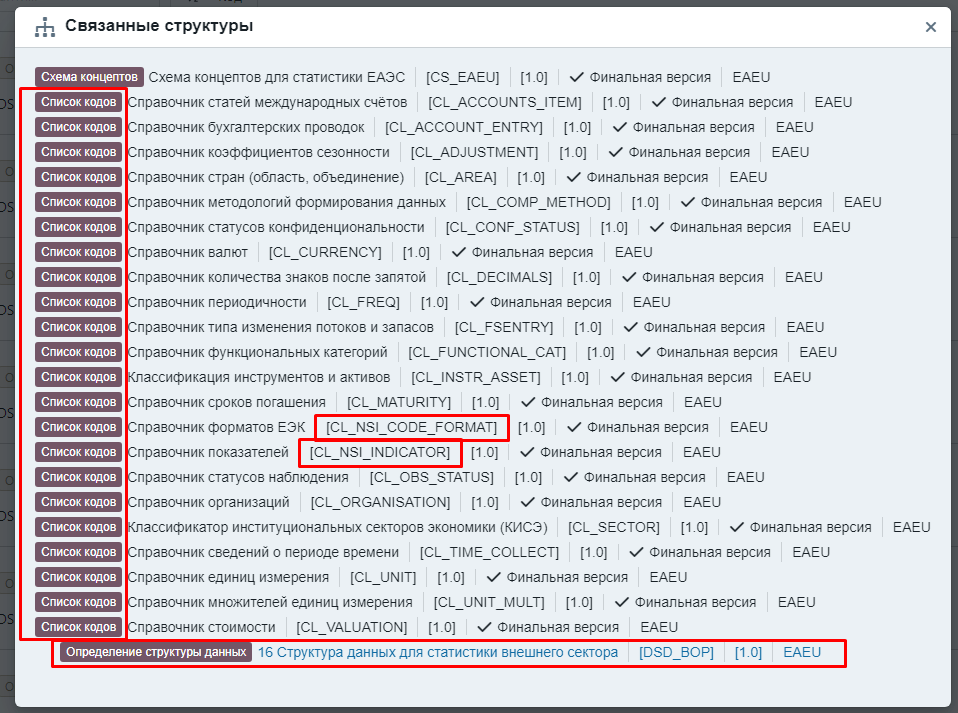 Связанные структуры
Схема концептов Схема концептов для статистики ЕАЭС [CS_EAEU] [1.0] Финальная версия EAEU
Список кодов Справочник статей международных счётов [CL_ACCOUNTS_ITEM] [1.0] Финальная версия EAEU
Список кодов Справочник бухгалтерских проводок [CL_ACCOUNT_ENTRY] [1.0] Финальная версия EAEU
Список кодов Справочник коэффициентов сезонности [CL_ADJUSTMENT] [1.0] Финальная версия EAEU
Список кодов Справочник стран (область, объединение) [CL_AREA] [1.0] Финальная версия EAEU
Список кодов Справочник методологий формирования данных [CL_COMP_METHOD] [1.0] Финальная версия EAEU
Список кодов Справочник статусов конфиденциональности [CL_CONF_STATUS] [1.0] Финальная версия EAEU
Список кодов Справочник валют [CL_CURRENCY] [1.0] Финальная версия EAEU
Список кодов Справочник количества знаков после запятой [CL_DECIMALS] [1.0] Финальная версия EAEU
Список кодов Справочник периодичности [CL_FREQ] [1.0] Финальная версия EAEU
Список кодов Справочник типа изменения потоков и запасов [CL_FSENTRY] [1.0] Финальная версия EAEU
Список кодов Справочник функциональных категорий [CL_FUNCTIONAL_CAT] [1.0] Финальная версия EAEU
Список кодов Классификация инструментов и активов [CL_INSTR_ASSET] [1.0] Финальная версия EAEU
Список кодов Справочник сроков погашения [CL_MATURITY] [1.0] Финальная версия EAEU
Список кодов Справочник форматов ЕЭК [CL_NSI_CODE_FORMAT] [1.0] Финальная версия EAEU
Список кодов Справочник показателей [CL_NSI_INDICATOR] [1.0] Финальная версия EAEU
Список кодов Справочник статусов наблюдения [CL_OBS_STATUS] [1.0] Финальная версия EAEU
Список кодов Справочник организаций [CL_ORGANISATION] [1.0] Финальная версия EAEU
Список кодов Классификатор институциональных секторов экономики (КИСЭ) [CL_SECTOR] [1.0] Финальная версия EAEU
Список кодов Справочник сведений о периоде времени [CL_TIME_COLLECT] [1.0] Финальная версия EAEU
Список кодов Справочник единиц измерения [CL_UNIT] [1.0] Финальная версия EAEU
Список кодов Справочник множителей единиц измерения [CL_UNIT_MULT] [1.0] Финальная версия EAEU
Список кодов Справочник стоимости [CL_VALUATION] [1.0] Финальная версия EAEU
Определение структуры данных 16 Структура данных для статистики внешнего сектора [DSD_BOP] [1.0] EAEU